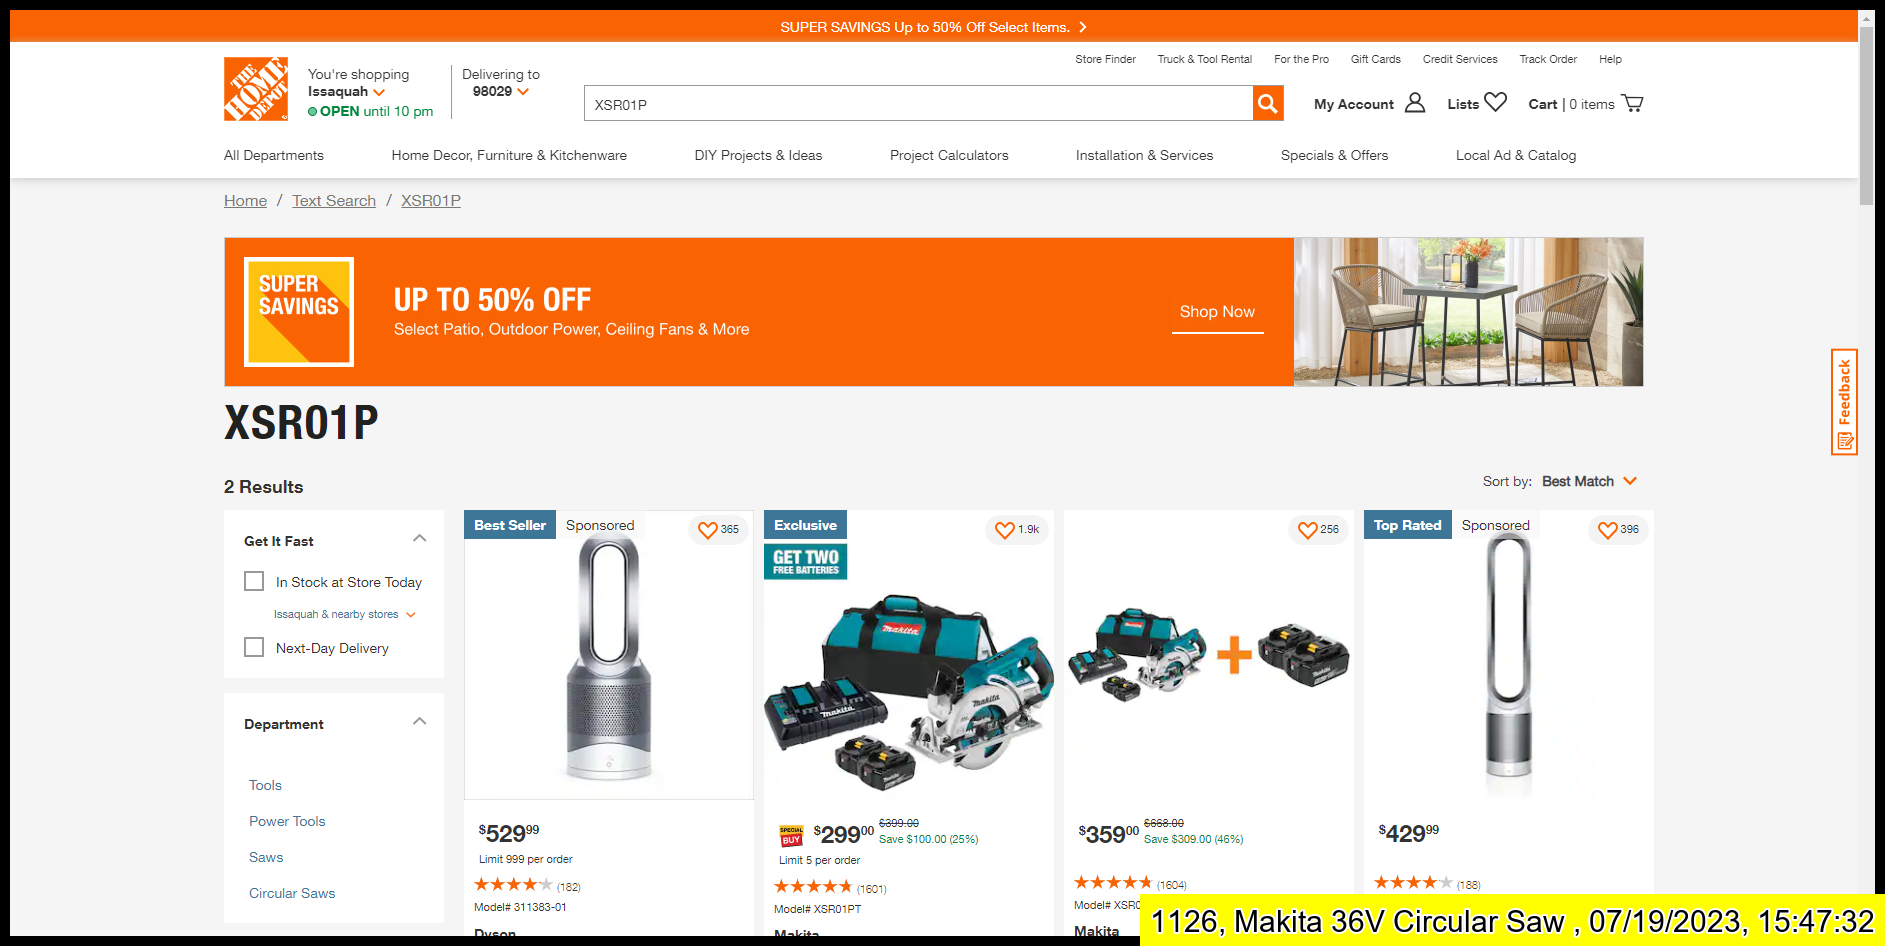 SUPER SAVINGS Up to 50% Off Select Items.
Store Finder Truck & Tool Rental For the Pro Gift Cards Credit Services Track Order Help
THE HOME DEPOT
You're shopping
Issaquah
OPEN until 10 pm
Delivering to
98029
XSR01P
My Account Lists Cart | 0 items
All Departments Home Decor, Furniture & Kitchenware DIY Projects & Ideas Project Calculators Installation & Services Specials & Offers Local Ad & Catalog
Home / Text Search / XSR01P
SUPER
SAVINGS
UP TO 50% OFF
Select Patio, Outdoor Power, Ceiling Fans & More
Shop Now
Feedback
XSR01P
2 Results
Sort by: Best Match
Get It Fast
In Stock at Store Today
Issaquah & nearby stores
Next-Day Delivery
Department
Tools
Power Tools
Saws
Circular Saws
Best Seller Sponsored 365
$529.99
Limit 999 per order
(182)
Model# 311383-01
Dyson
Exclusive 1.9k
GET TWO
FREE BATTERIES
makita
Makita
Makita
SPECIAL
BUY
$299.00 $399.00
Save $100.00 (25%)
Limit 5 per order
(1601)
Model# XSR01PT
Makita
256
$359.00 $668.00
Save $309.00 (46%)
(1604)
Makita
Top Rated Sponsored 396
$429.99
(188)
1126, Makita 36V Circular Saw , 07/19/2023, 15:47:32